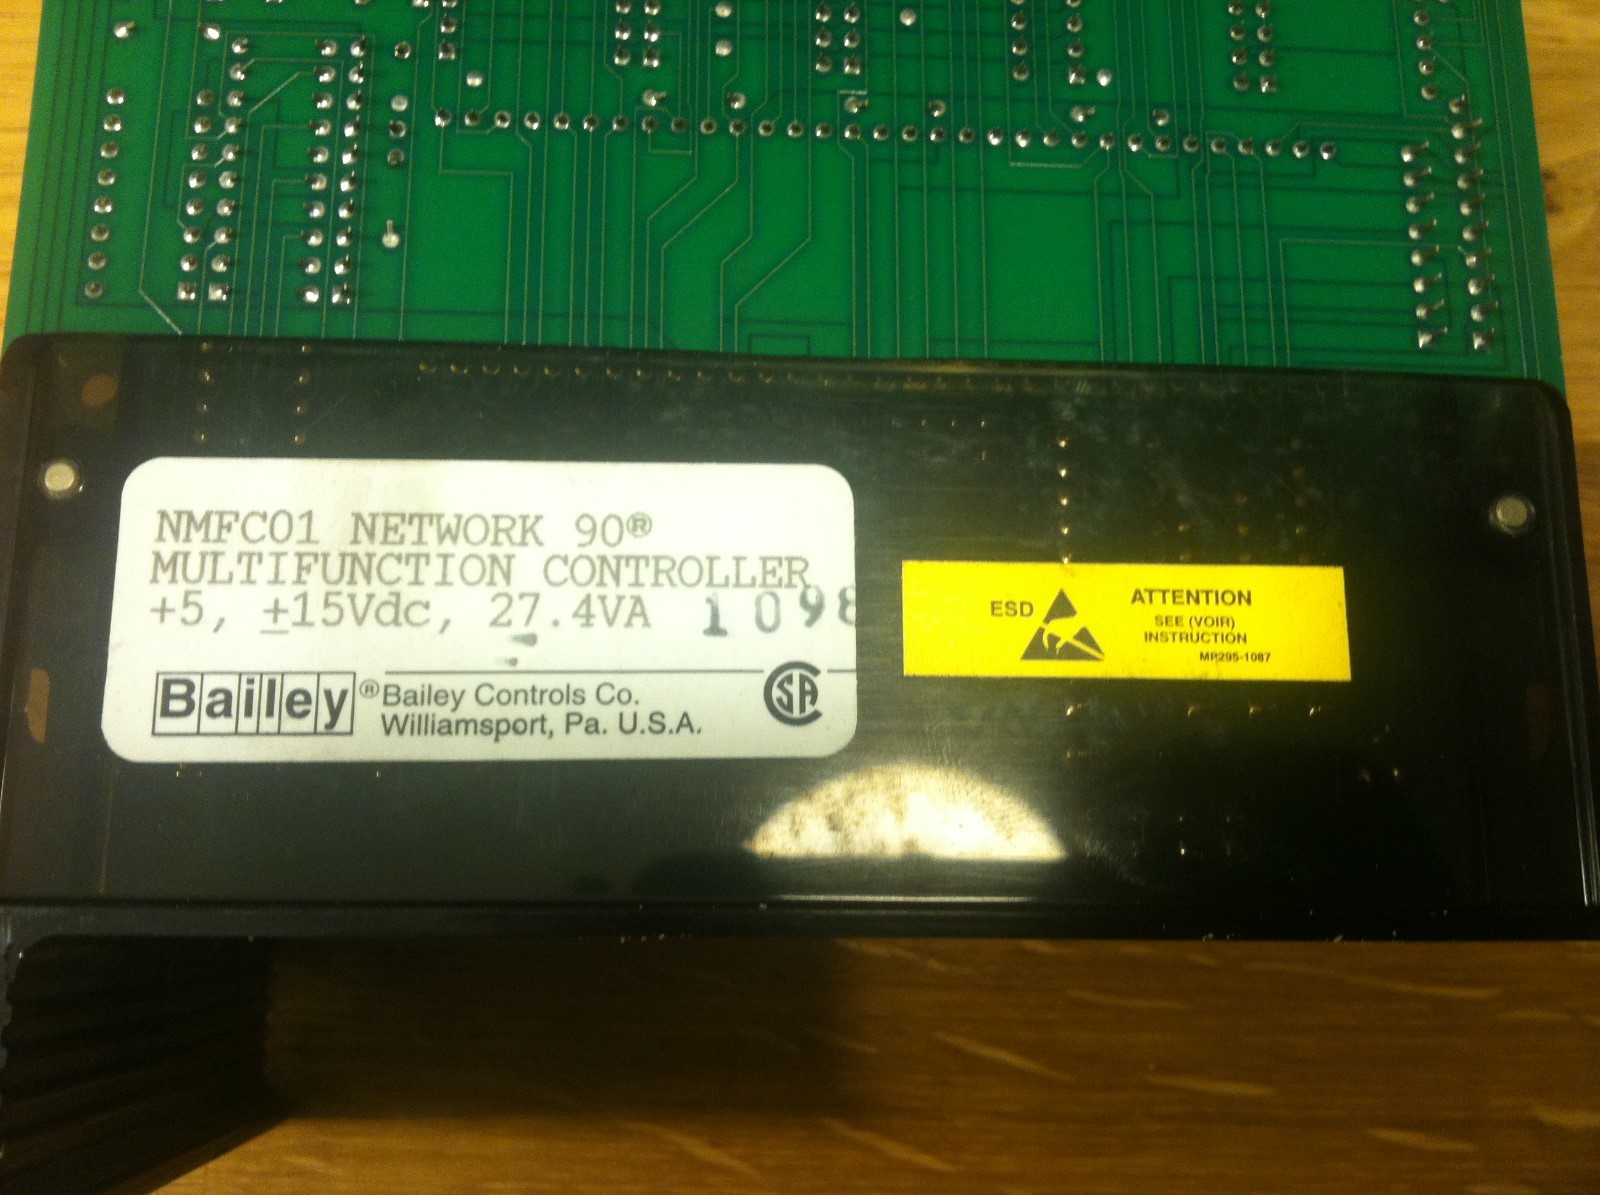 NMFC01 NETWORK 90®
MULTIFUNCTION CONTROLLER
+5, ±15Vdc, 27.4VA 1098
Bailey® Bailey Controls Co.
Williamsport, Pa. U.S.A.
CSA
ESD
ATTENTION
SEE (VOIR)
INSTRUCTION
MP295-1087